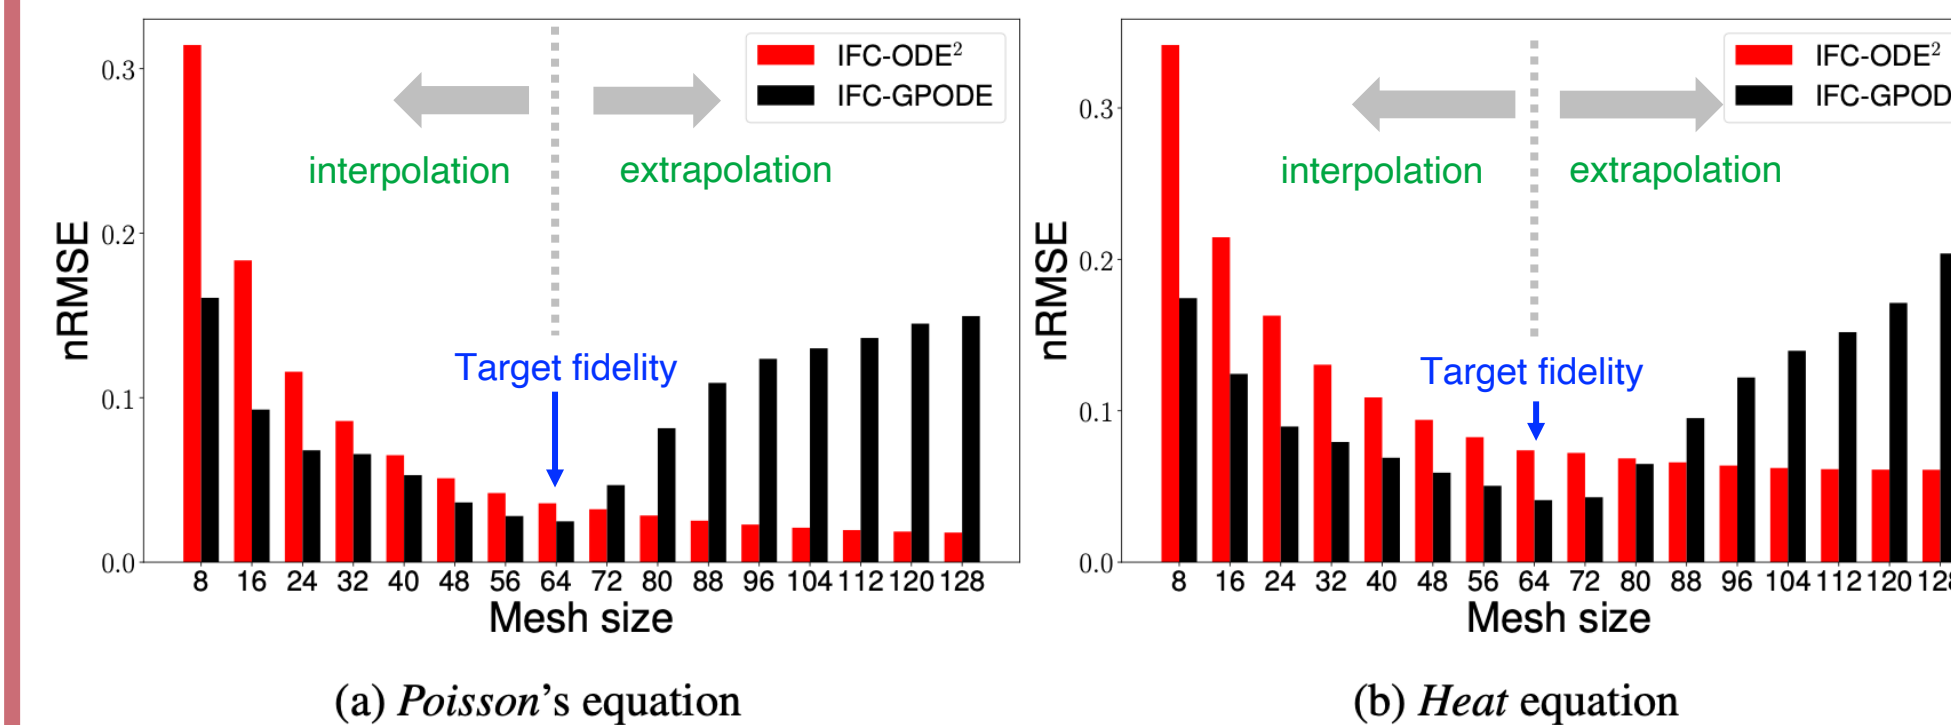 IFC-ODE²
IFC-GPODE
interpolation
extrapolation
Target fidelity
nRMSE
0.3
0.2
0.1
0.0
8 16 24 32 40 48 56 64 72 80 88 96 104 112 120 128
Mesh size
(a) Poisson's equation
IFC-ODE²
IFC-GPOD
interpolation
extrapolation
Target fidelity
nRMSE
0.3
0.2
0.1
0.0
8 16 24 32 40 48 56 64 72 80 88 96 104 112 120 128
Mesh size
(b) Heat equation